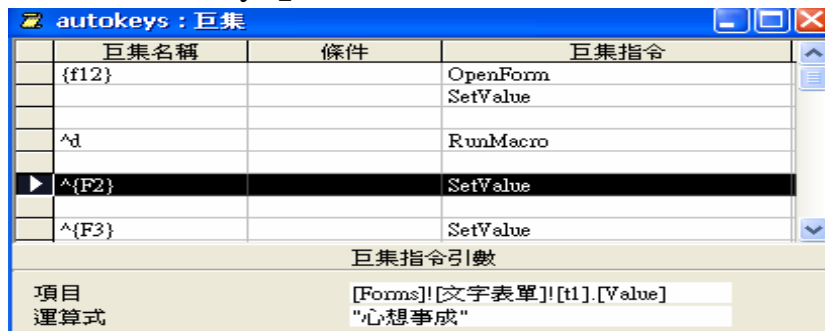 autokeys : 巨集
巨集名稱 條件 巨集指令
{f12} OpenForm
SetValue
^d RunMacro
^{F2} SetValue
^{F3} SetValue
巨集指令引數
項目 [Forms]![文字表單]![t1].[Value]
運算式 "心想事成"